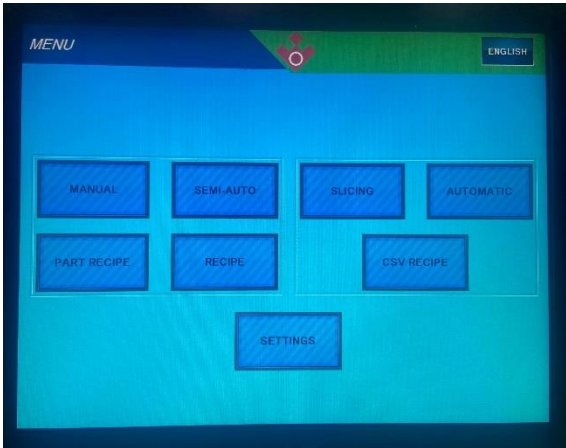 MENU
ENGLISH
MANUAL
SEMI-AUTO
SLICING
AUTOMATIC
PART RECIPE
RECIPE
CSV RECIPE
SETTINGS